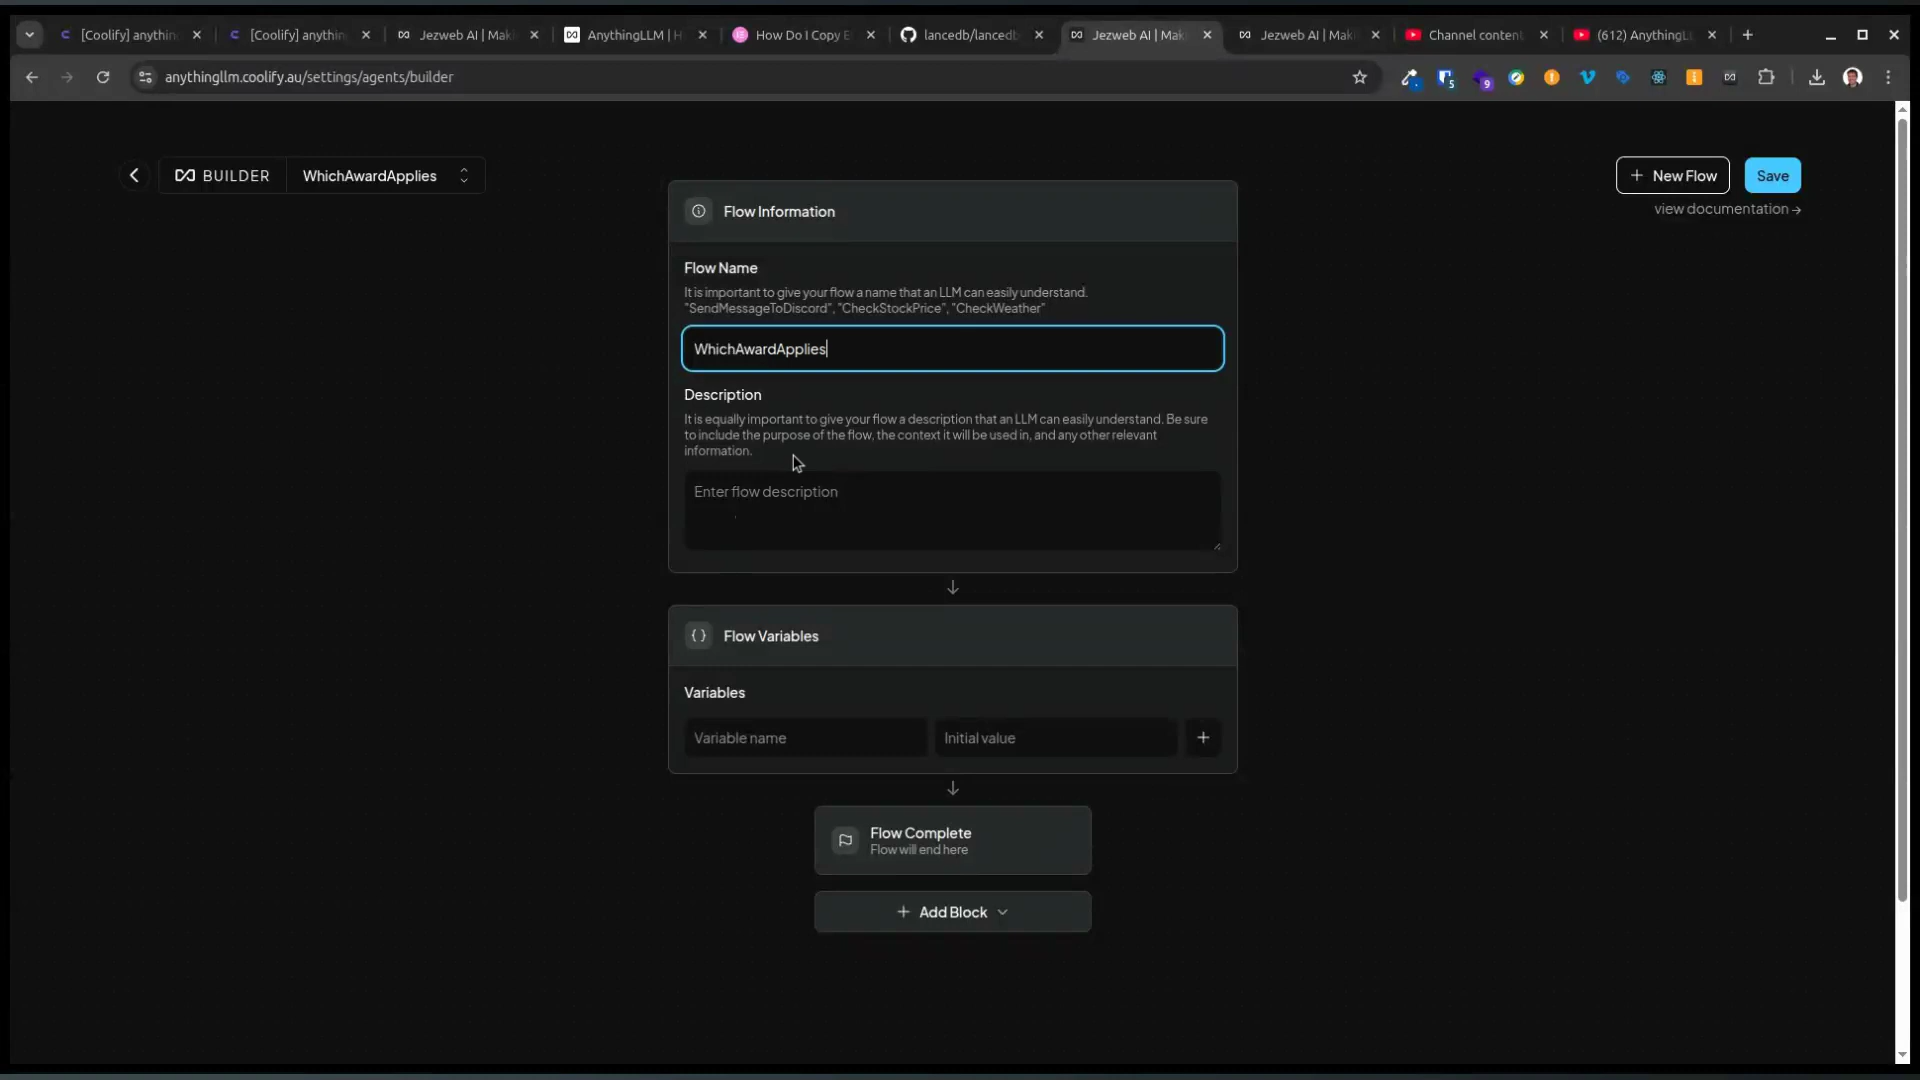 [Coolify] anythin
[Coolify] anythin
Jezweb AI | Mak
AnythingLLM | H
How Do I Copy E
lancedb/lancedb
Jezweb AI | Mak
Jezweb AI | Mak
Channel content
(612) AnythingLL
anythingllm.coolify.au/settings/agents/builder
5
9
BUILDER
WhichAwardApplies
New Flow
Save
view documentation →
Flow Information
Flow Name
It is important to give your flow a name that an LLM can easily understand.
"SendMessageToDiscord", "CheckStockPrice", "CheckWeather"
WhichAwardApplies
Description
It is equally important to give your flow a description that an LLM can easily understand. Be sure
to include the purpose of the flow, the context it will be used in, and any other relevant
information.
Enter flow description
Flow Variables
Variables
Variable name
Initial value
Flow Complete
Flow will end here
Add Block